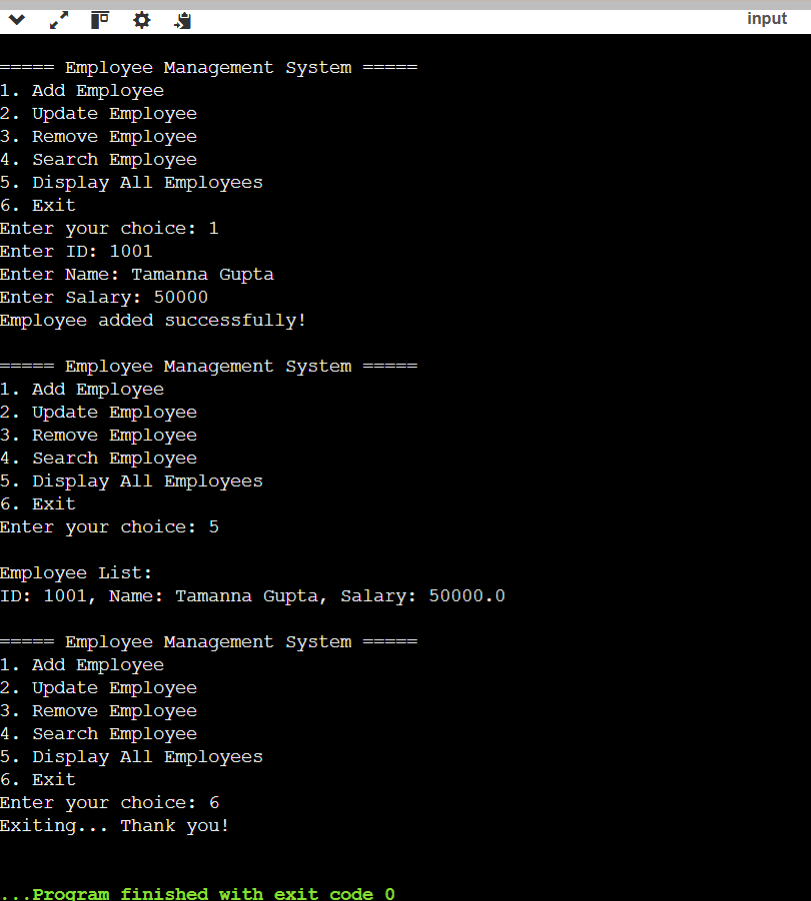 input
===== Employee Management System =====
1. Add Employee
2. Update Employee
3. Remove Employee
4. Search Employee
5. Display All Employees
6. Exit
Enter your choice: 1
Enter ID: 1001
Enter Name: Tamanna Gupta
Enter Salary: 50000
Employee added successfully!
===== Employee Management System =====
1. Add Employee
2. Update Employee
3. Remove Employee
4. Search Employee
5. Display All Employees
6. Exit
Enter your choice: 5
Employee List:
ID: 1001, Name: Tamanna Gupta, Salary: 50000.0
===== Employee Management System =====
1. Add Employee
2. Update Employee
3. Remove Employee
4. Search Employee
5. Display All Employees
6. Exit
Enter your choice: 6
Exiting... Thank you!
...Program finished with exit code 0